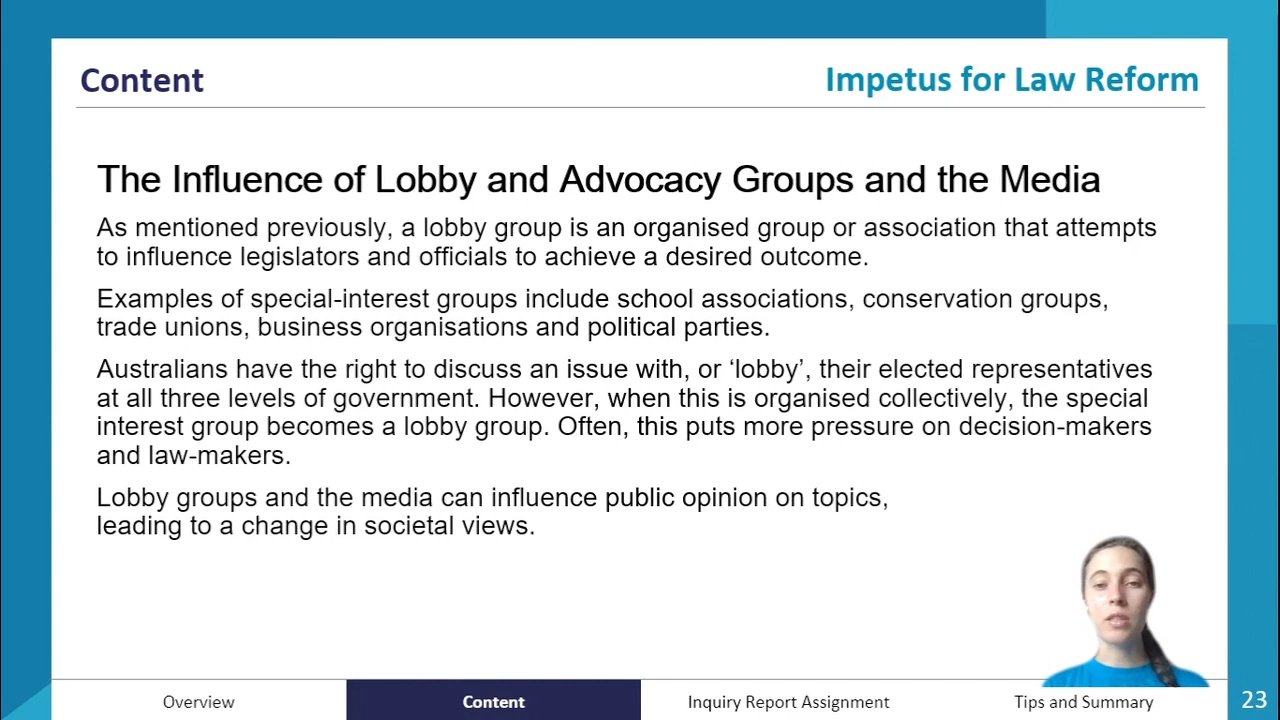 Content
Impetus for Law Reform
The Influence of Lobby and Advocacy Groups and the Media
As mentioned previously, a lobby group is an organised group or association that attempts
to influence legislators and officials to achieve a desired outcome.
Examples of special-interest groups include school associations, conservation groups,
trade unions, business organisations and political parties.
Australians have the right to discuss an issue with, or ‘lobby’, their elected representatives
at all three levels of government. However, when this is organised collectively, the special
interest group becomes a lobby group. Often, this puts more pressure on decision-makers
and law-makers.
Lobby groups and the media can influence public opinion on topics,
leading to a change in societal views.
Overview
Content
Inquiry Report Assignment
Tips and Summary
23